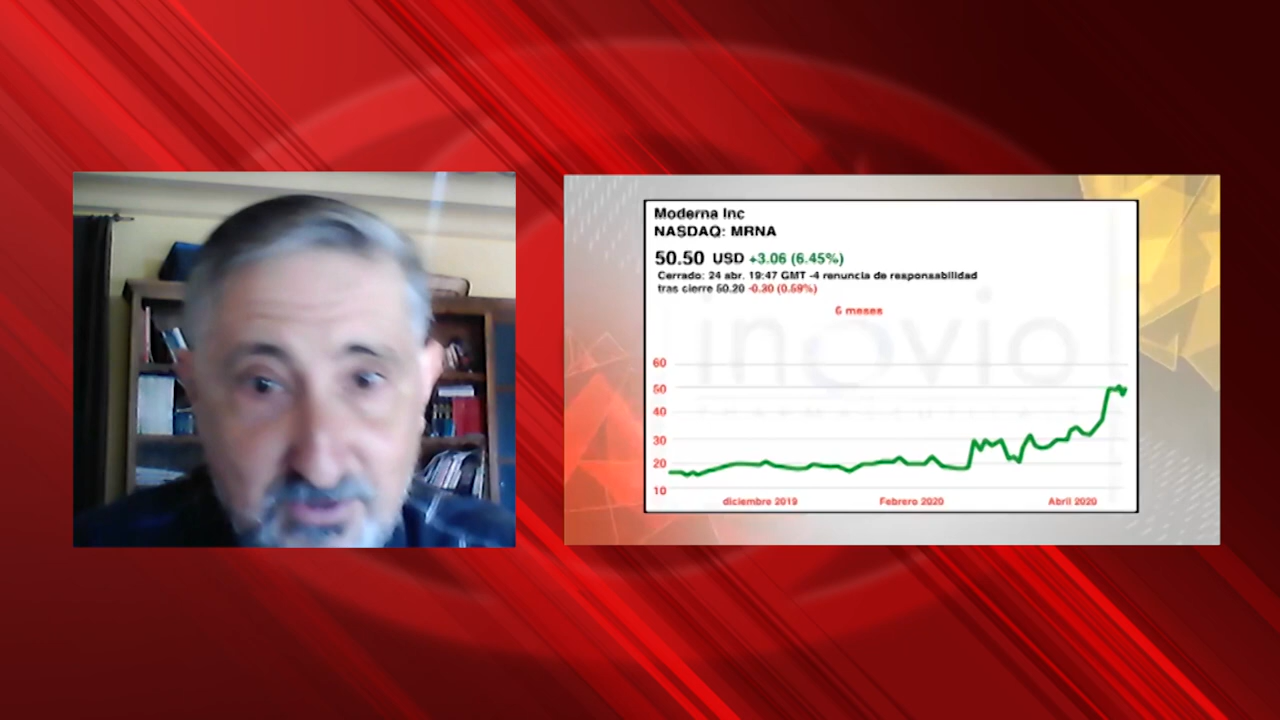 Moderna Inc
NASDAQ: MRNA
50.50 USD +3.06 (6.45%)
Cerrado: 24 abr. 19:47 GMT -4 renuncia de responsabilidad
tras cierre 50.20 -0.30 (0.59%)
6 meses
inovio
60
50
40
30
20
10
diciembre 2019
Febrero 2020
Abril 2020